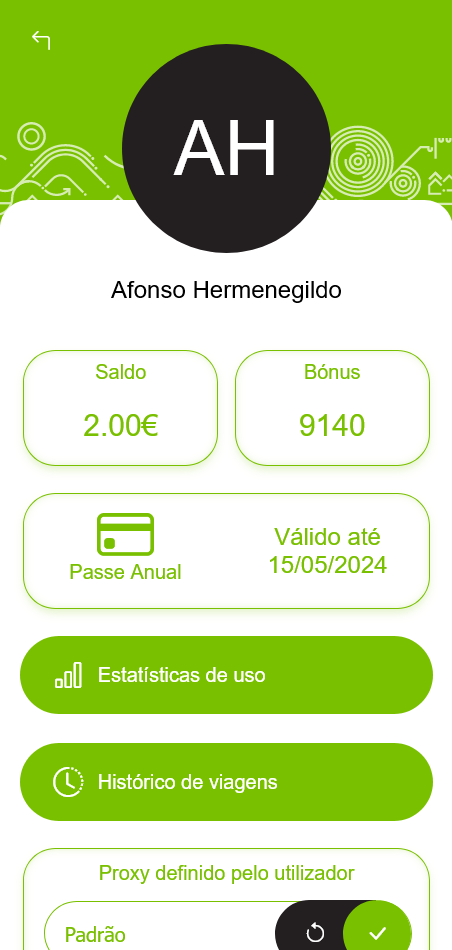 AH
Afonso Hermenegildo
Saldo
2.00€
Bónus
9140
Passe Anual
Válido até
15/05/2024
Estatísticas de uso
Histórico de viagens
Proxy definido pelo utilizador
Padrão